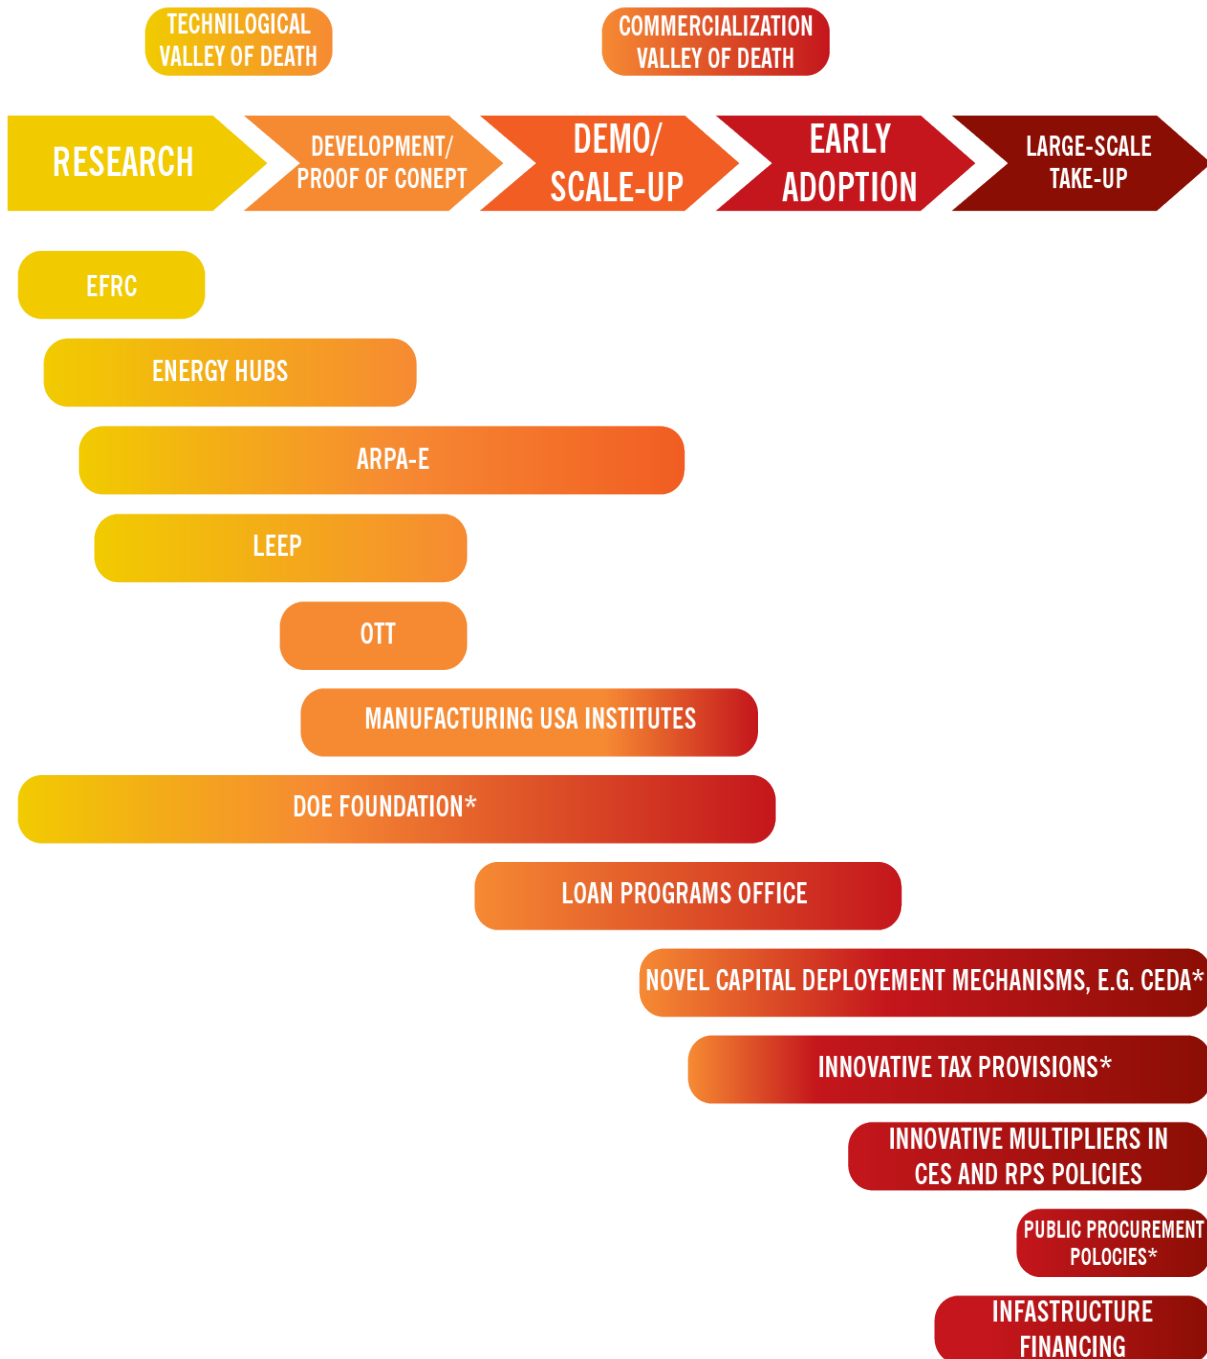 TECHNILOGICAL
VALLEY OF DEATH
COMMERCIALIZATION
VALLEY OF DEATH
RESEARCH
DEVELOPMENT/
PROOF OF CONEPT
DEMO/
SCALE-UP
EARLY
ADOPTION
LARGE-SCALE
TAKE-UP
EFRC
ENERGY HUBS
ARPA-E
LEEP
OTT
MANUFACTURING USA INSTITUTES
DOE FOUNDATION*
LOAN PROGRAMS OFFICE
NOVEL CAPITAL DEPLOYEMENT MECHANISMS, E.G. CEDA*
INNOVATIVE TAX PROVISIONS*
INNOVATIVE MULTIPLIERS IN
CES AND RPS POLICIES
PUBLIC PROCUREMENT
POLOCIES*
INFASTRUCTURE
FINANCING